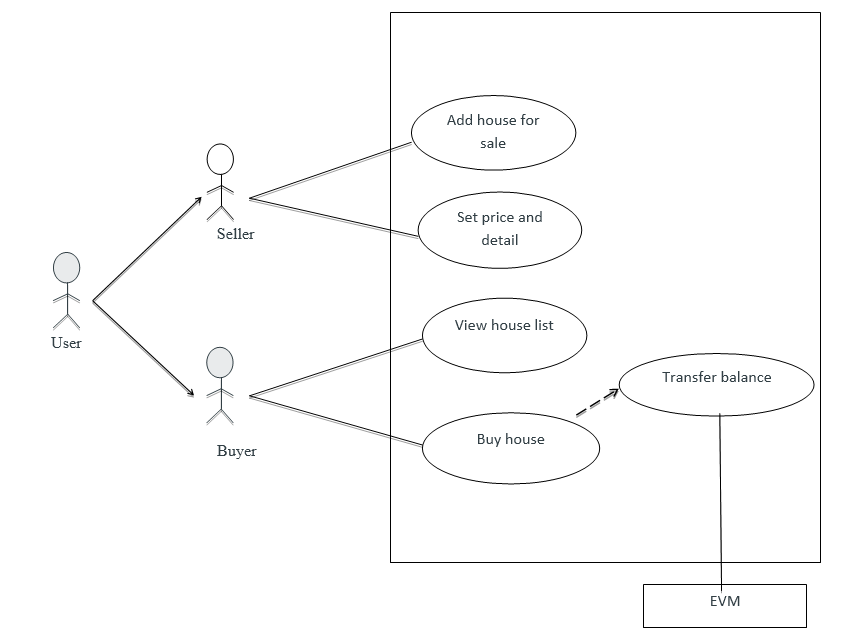 Add house for
sale
Seller
Set price and
detail
User
View house list
Transfer balance
Buyer
Buy house
EVM